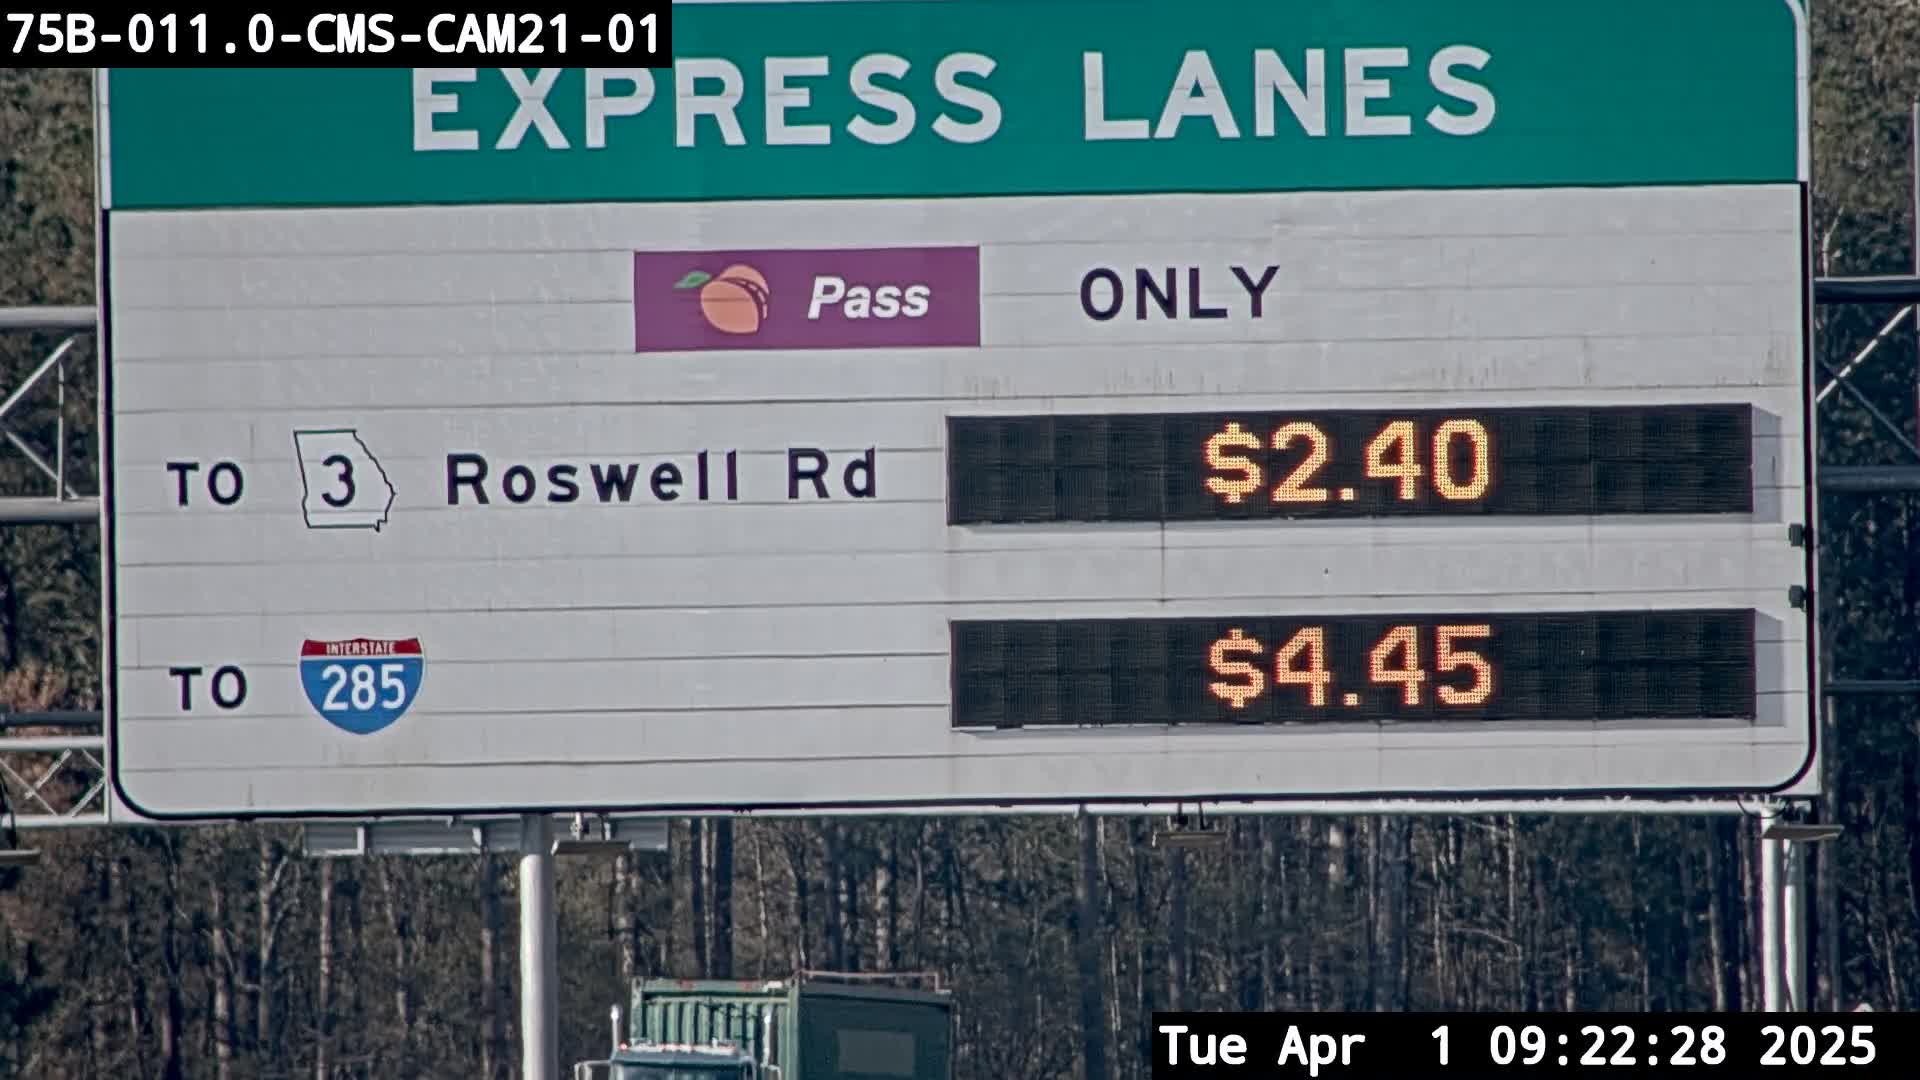 75B-011.0-CMS-CAM21-01
EXPRESS LANES
Pass ONLY
TO 3 Roswell Rd $2.40
INTERSTATE
TO 285 $4.45
Tue Apr 1 09:22:28 2025